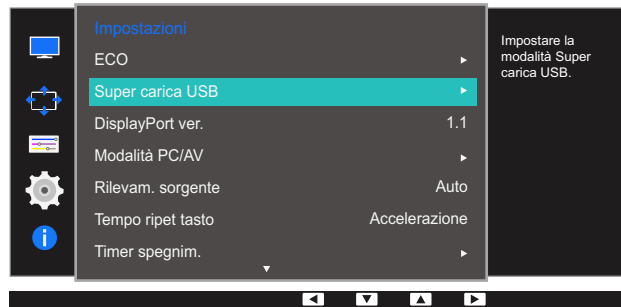 Impostazioni
ECO
Super carica USB
DisplayPort ver. 1.1
Modalità PC/AV
Rilevam. sorgente Auto
Tempo ripet tasto Accelerazione
Timer spegnim.
Impostare la
modalità Super
carica USB.